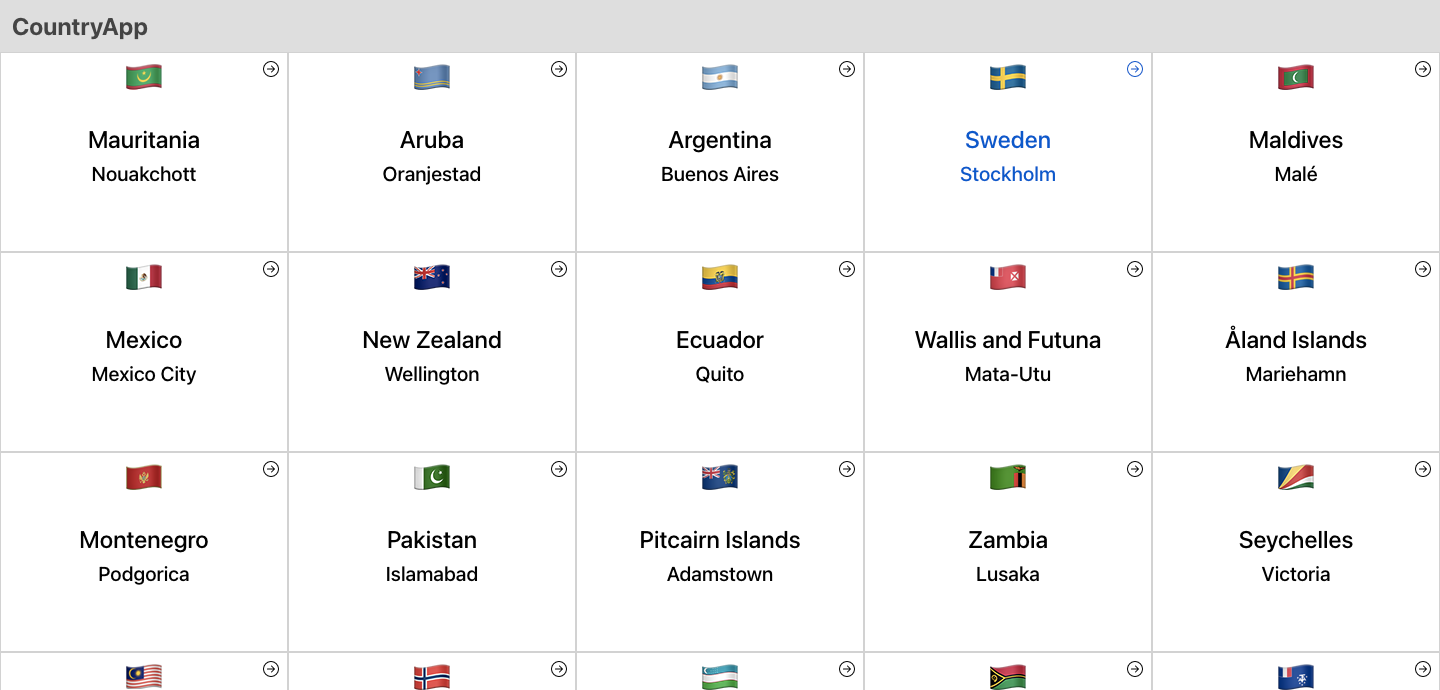 CountryApp
Mauritania
Nouakchott
Aruba
Oranjestad
Argentina
Buenos Aires
Sweden
Stockholm
Maldives
Malé
Mexico
Mexico City
New Zealand
Wellington
Ecuador
Quito
Wallis and Futuna
Mata-Utu
Åland Islands
Mariehamn
Montenegro
Podgorica
Pakistan
Islamabad
Pitcairn Islands
Adamstown
Zambia
Lusaka
Seychelles
Victoria